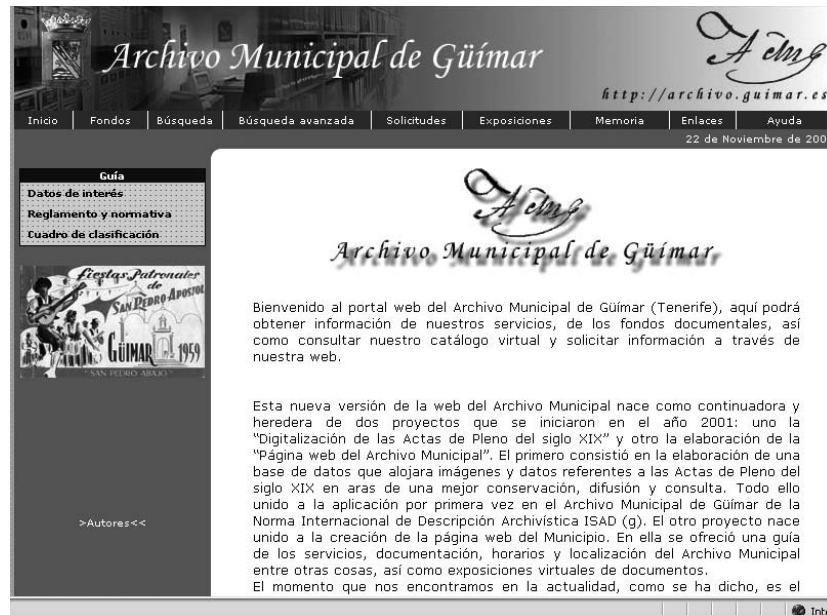 Archivo Municipal de Güímar
http://archivo.guimar.es
Inicio Fondos Búsqueda Búsqueda avanzada Solicitudes Exposiciones Memoria Enlaces Ayuda
22 de Noviembre de 200
Guía
Datos de interés
Reglamento y normativa
Cuadro de clasificación
Fiestas Patronales
de
SAN PEDRO APOSTOL
GÜIMAR 1959
"SAN PEDRO ABAJO"
>Autores<<
Archivo Municipal de Güímar
Bienvenido al portal web del Archivo Municipal de Güímar (Tenerife), aquí podrá
obtener información de nuestros servicios, de los fondos documentales, así
como consultar nuestro catálogo virtual y solicitar información a través de
nuestra web.
Esta nueva versión de la web del Archivo Municipal nace como continuadora y
heredera de dos proyectos que se iniciaron en el año 2001: uno la
"Digitalización de las Actas de Pleno del siglo XIX" y otro la elaboración de la
"Página web del Archivo Municipal". El primero consistió en la elaboración de una
base de datos que alojara imágenes y datos referentes a las Actas de Pleno del
siglo XIX en aras de una mejor conservación, difusión y consulta. Todo ello
unido a la aplicación por primera vez en el Archivo Municipal de Güímar de la
Norma Internacional de Descripción Archivística ISAD (g). El otro proyecto nace
unido a la creación de la página web del Municipio. En ella se ofreció una guía
de los servicios, documentación, horarios y localización del Archivo Municipal
entre otras cosas, así como exposiciones virtuales de documentos.
El momento que nos encontramos en la actualidad, como se ha dicho, es el